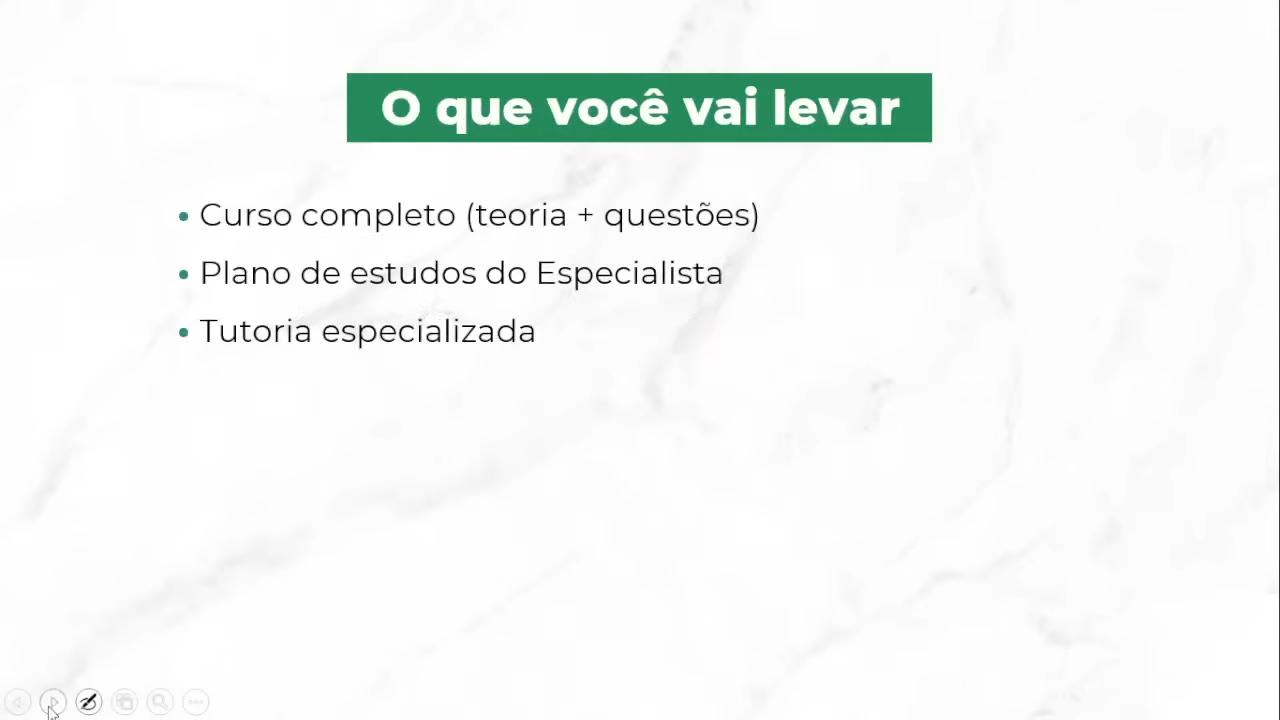 O que você vai levar
• Curso completo (teoria + questões)
• Plano de estudos do Especialista
• Tutoria especializada